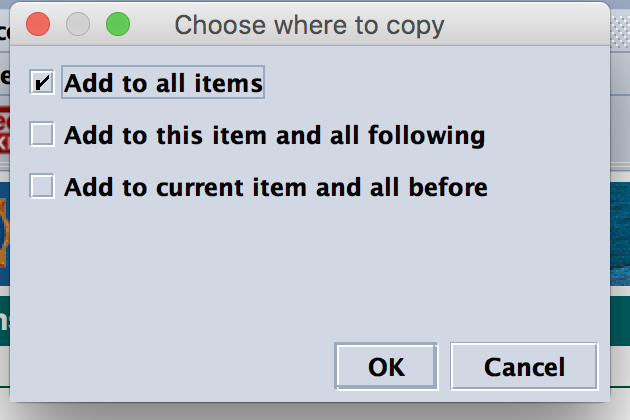 Choose where to copy
Add to all items
Add to this item and all following
Add to current item and all before
OK
Cancel